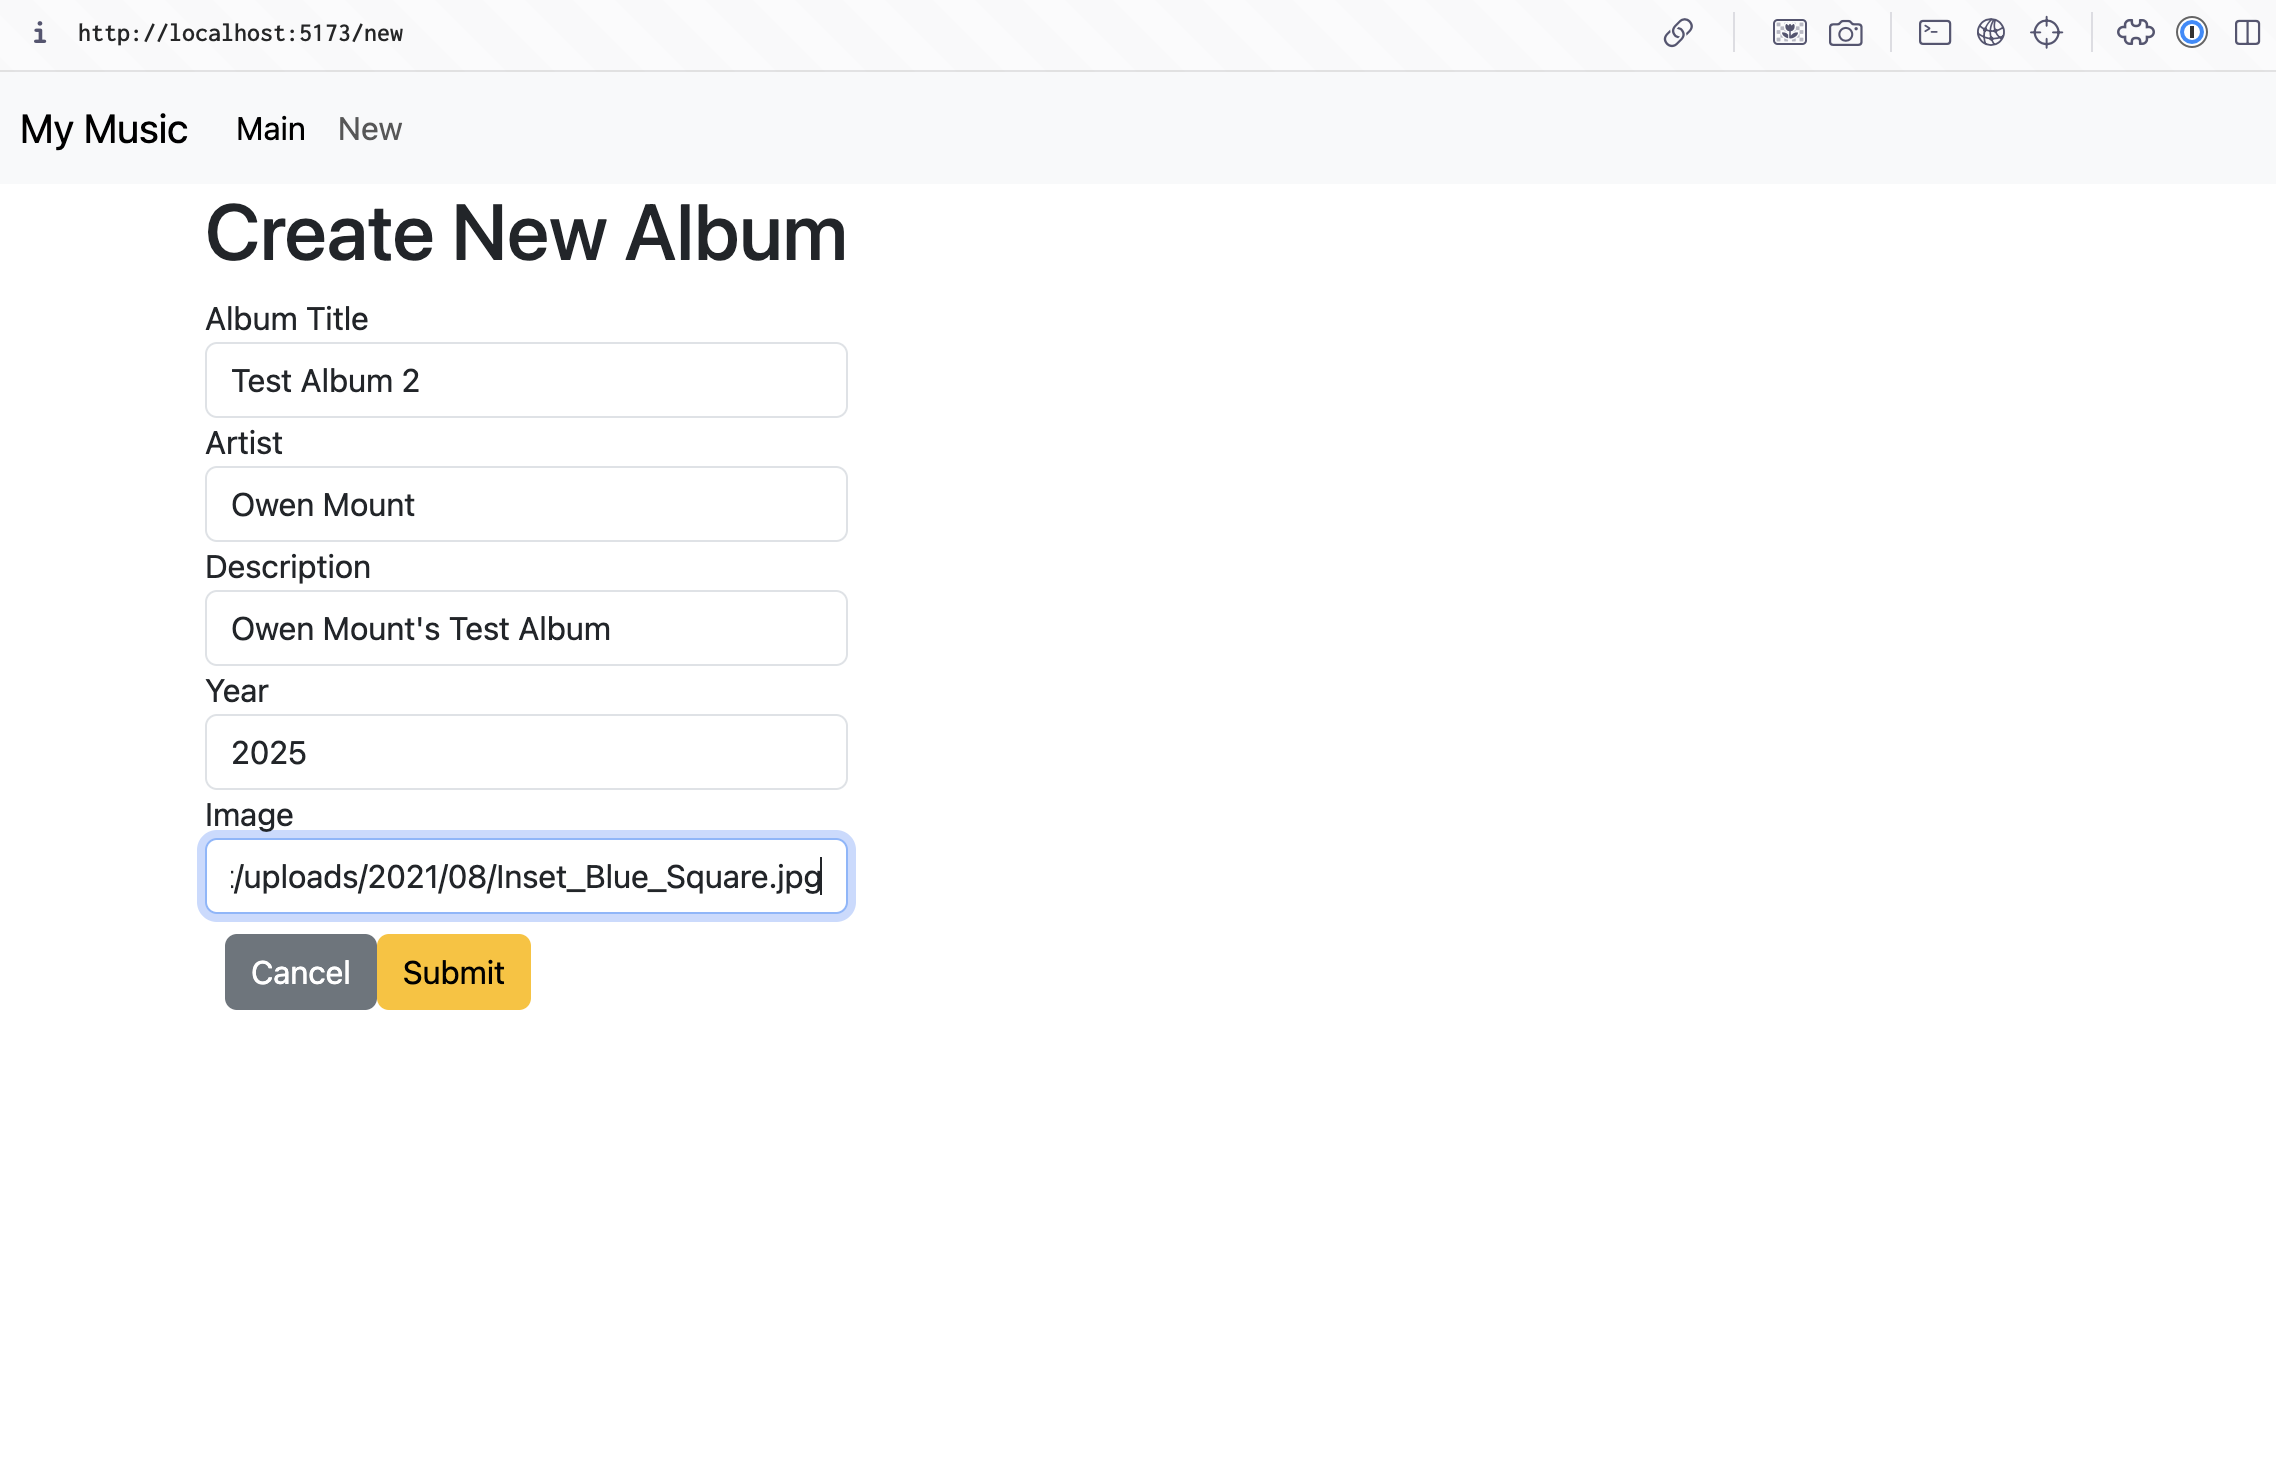 http://localhost:5173/new
My Music Main New
Create New Album
Album Title
Test Album 2
Artist
Owen Mount
Description
Owen Mount's Test Album
Year
2025
Image
:/uploads/2021/08/Inset_Blue_Square.jpg
Cancel Submit